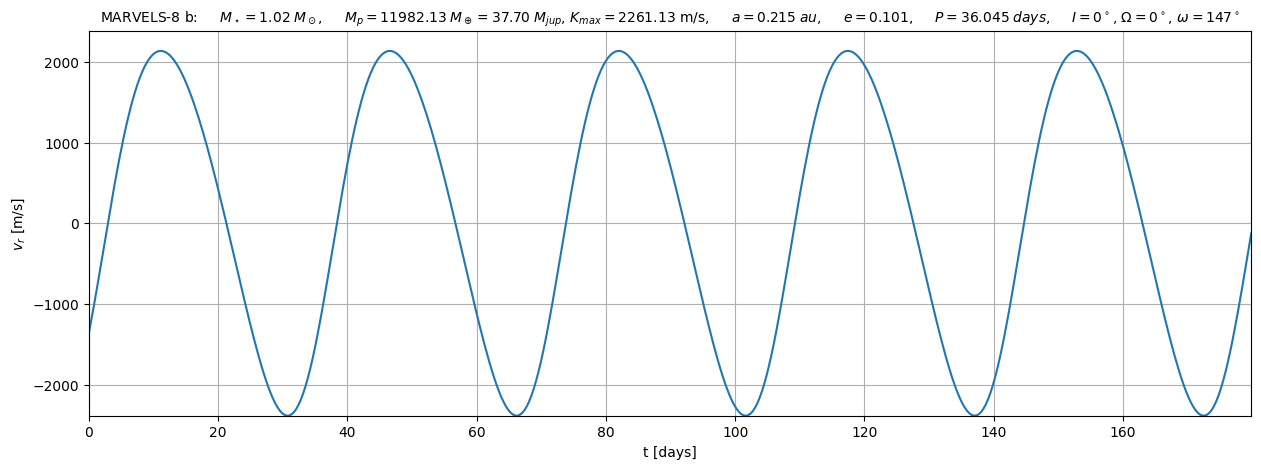 MARVELS-8 b: M⋆ = 1.02 M⊙, Mp = 11982.13 M⊕ = 37.70 Mjup, Kmax = 2261.13 m/s, a = 0.215 au, e = 0.101, P = 36.045 days, I = 0°, Ω = 0°, ω = 147°
2000
1000
0
−1000
−2000
vr [m/s]
0 20 40 60 80 100 120 140 160
t [days]